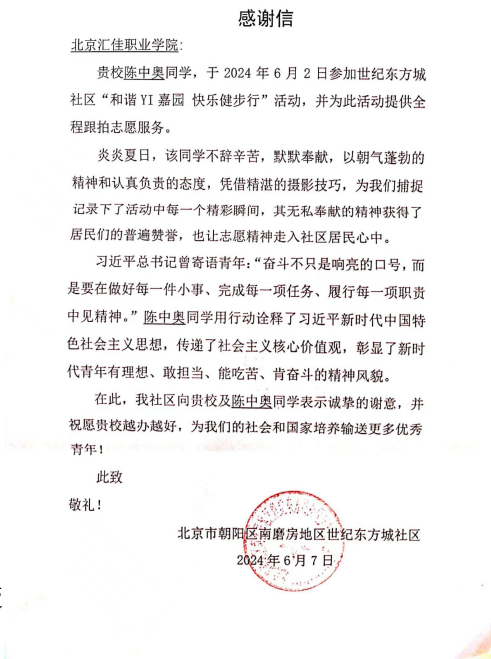 感谢信
北京汇佳职业学院:
贵校陈中奥同学，于 2024 年 6 月 2 日参加世纪东方城
社区“和谐 YI 嘉园 快乐健步行”活动，并为此活动提供全
程跟拍志愿服务。
炎炎夏日，该同学不辞辛苦，默默奉献，以朝气蓬勃的
精神和认真负责的态度，凭借精湛的摄影技巧，为我们捕捉
记录下了活动中每一个精彩瞬间，其无私奉献的精神获得了
居民们的普遍赞誉，也让志愿精神走入社区居民心中。
习近平总书记曾寄语青年：“奋斗不只是响亮的口号，而
是要在做好每一件小事、完成每一项任务、履行每一项职责
中见精神。”陈中奥同学用行动诠释了习近平新时代中国特
色社会主义思想，传递了社会主义核心价值观，彰显了新时
代青年有理想、敢担当、能吃苦、肯奋斗的精神风貌。
在此，我社区向贵校及陈中奥同学表示诚挚的谢意，并
祝愿贵校越办越好，为我们的社会和国家培养输送更多优秀
青年！
此致
敬礼！
北京市朝阳区南磨房地区世纪东方城社区
2024 年 6 月 7 日